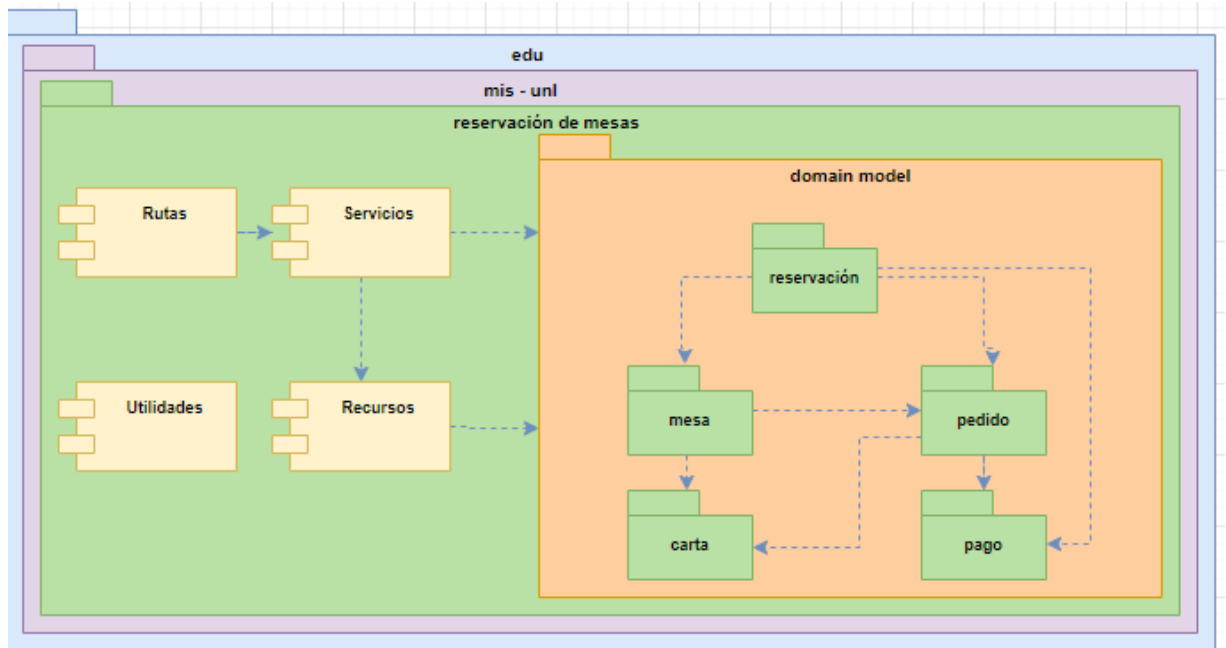 edu
mis - unl
reservación de mesas
domain model
Rutas
Servicios
reservación
Utilidades
Recursos
mesa
pedido
carta
pago